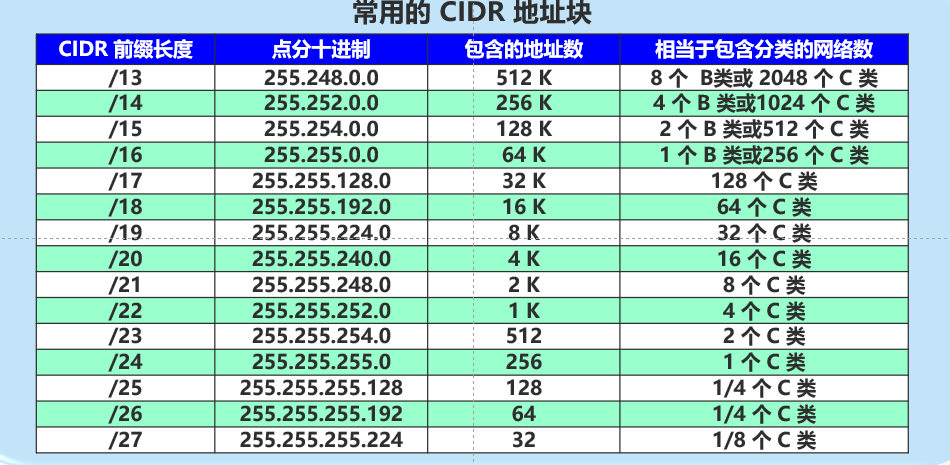 常用的 CIDR 地址块
CIDR 前缀长度 点分十进制 包含的地址数 相当于包含分类的网络数
/13 255.248.0.0 512 K 8 个 B类或 2048 个 C 类
/14 255.252.0.0 256 K 4 个 B 类或1024 个 C 类
/15 255.254.0.0 128 K 2 个 B 类或512 个 C 类
/16 255.255.0.0 64 K 1 个 B 类或256 个 C 类
/17 255.255.128.0 32 K 128 个 C 类
/18 255.255.192.0 16 K 64 个 C 类
/19 255.255.224.0 8 K 32 个 C 类
/20 255.255.240.0 4 K 16 个 C 类
/21 255.255.248.0 2 K 8 个 C 类
/22 255.255.252.0 1 K 4 个 C 类
/23 255.255.254.0 512 2 个 C 类
/24 255.255.255.0 256 1 个 C 类
/25 255.255.255.128 128 1/4 个 C 类
/26 255.255.255.192 64 1/4 个 C 类
/27 255.255.255.224 32 1/8 个 C 类